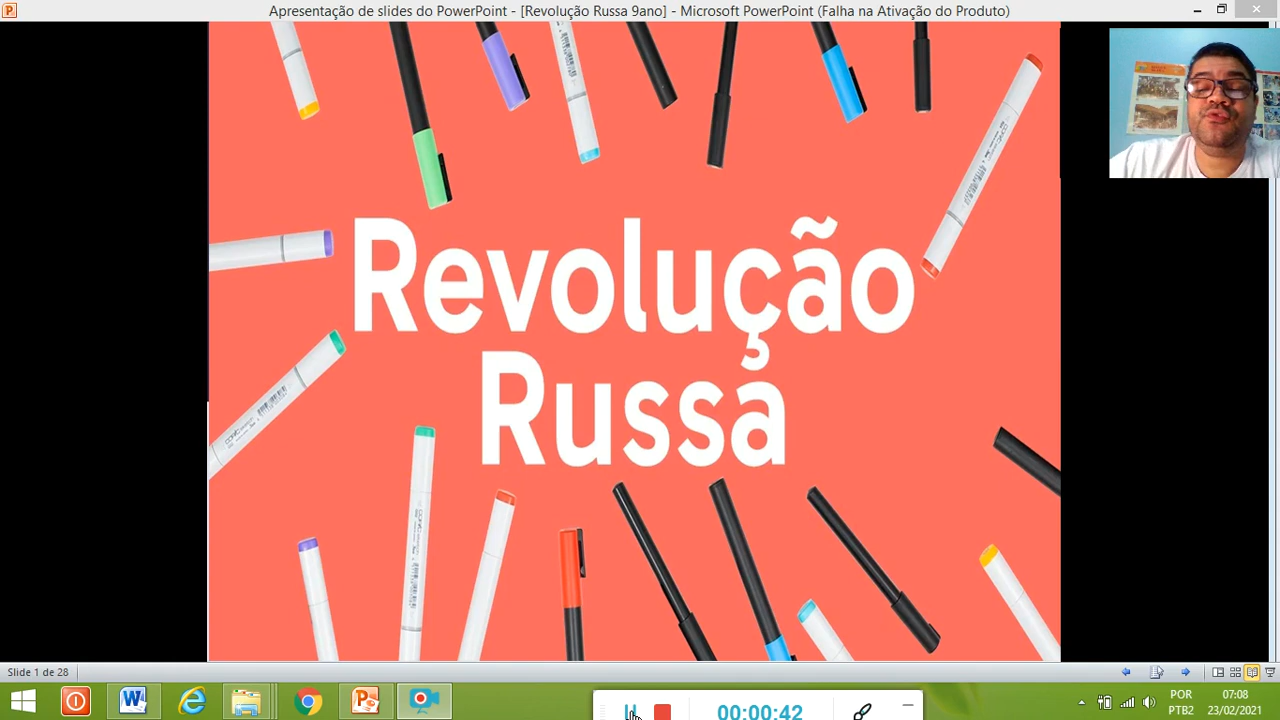 Apresentação de slides do PowerPoint - [Revolução Russa 9ano] - Microsoft PowerPoint (Falha na Ativação do Produto)
Revolução
Russa
Slide 1 de 28
00:00:42
POR
PTB2
07:08
23/02/2021